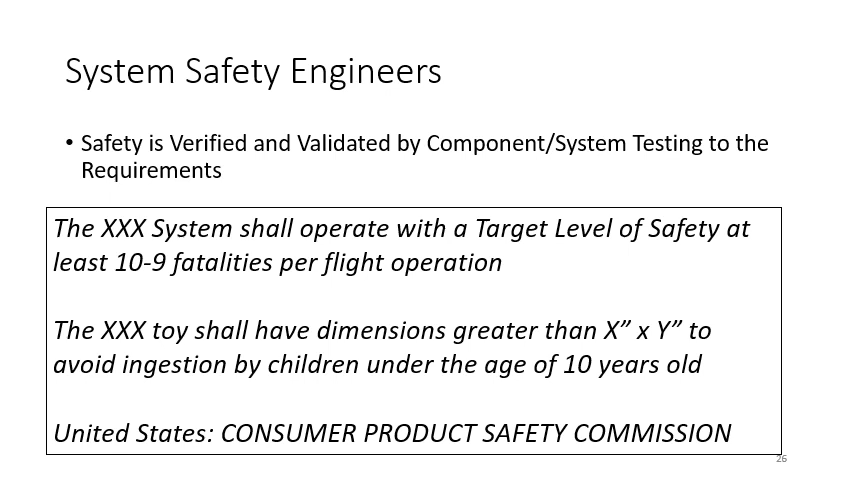 System Safety Engineers
• Safety is Verified and Validated by Component/System Testing to the
Requirements
The XXX System shall operate with a Target Level of Safety at
least 10-9 fatalities per flight operation
The XXX toy shall have dimensions greater than X” x Y” to
avoid ingestion by children under the age of 10 years old
United States: CONSUMER PRODUCT SAFETY COMMISSION
26